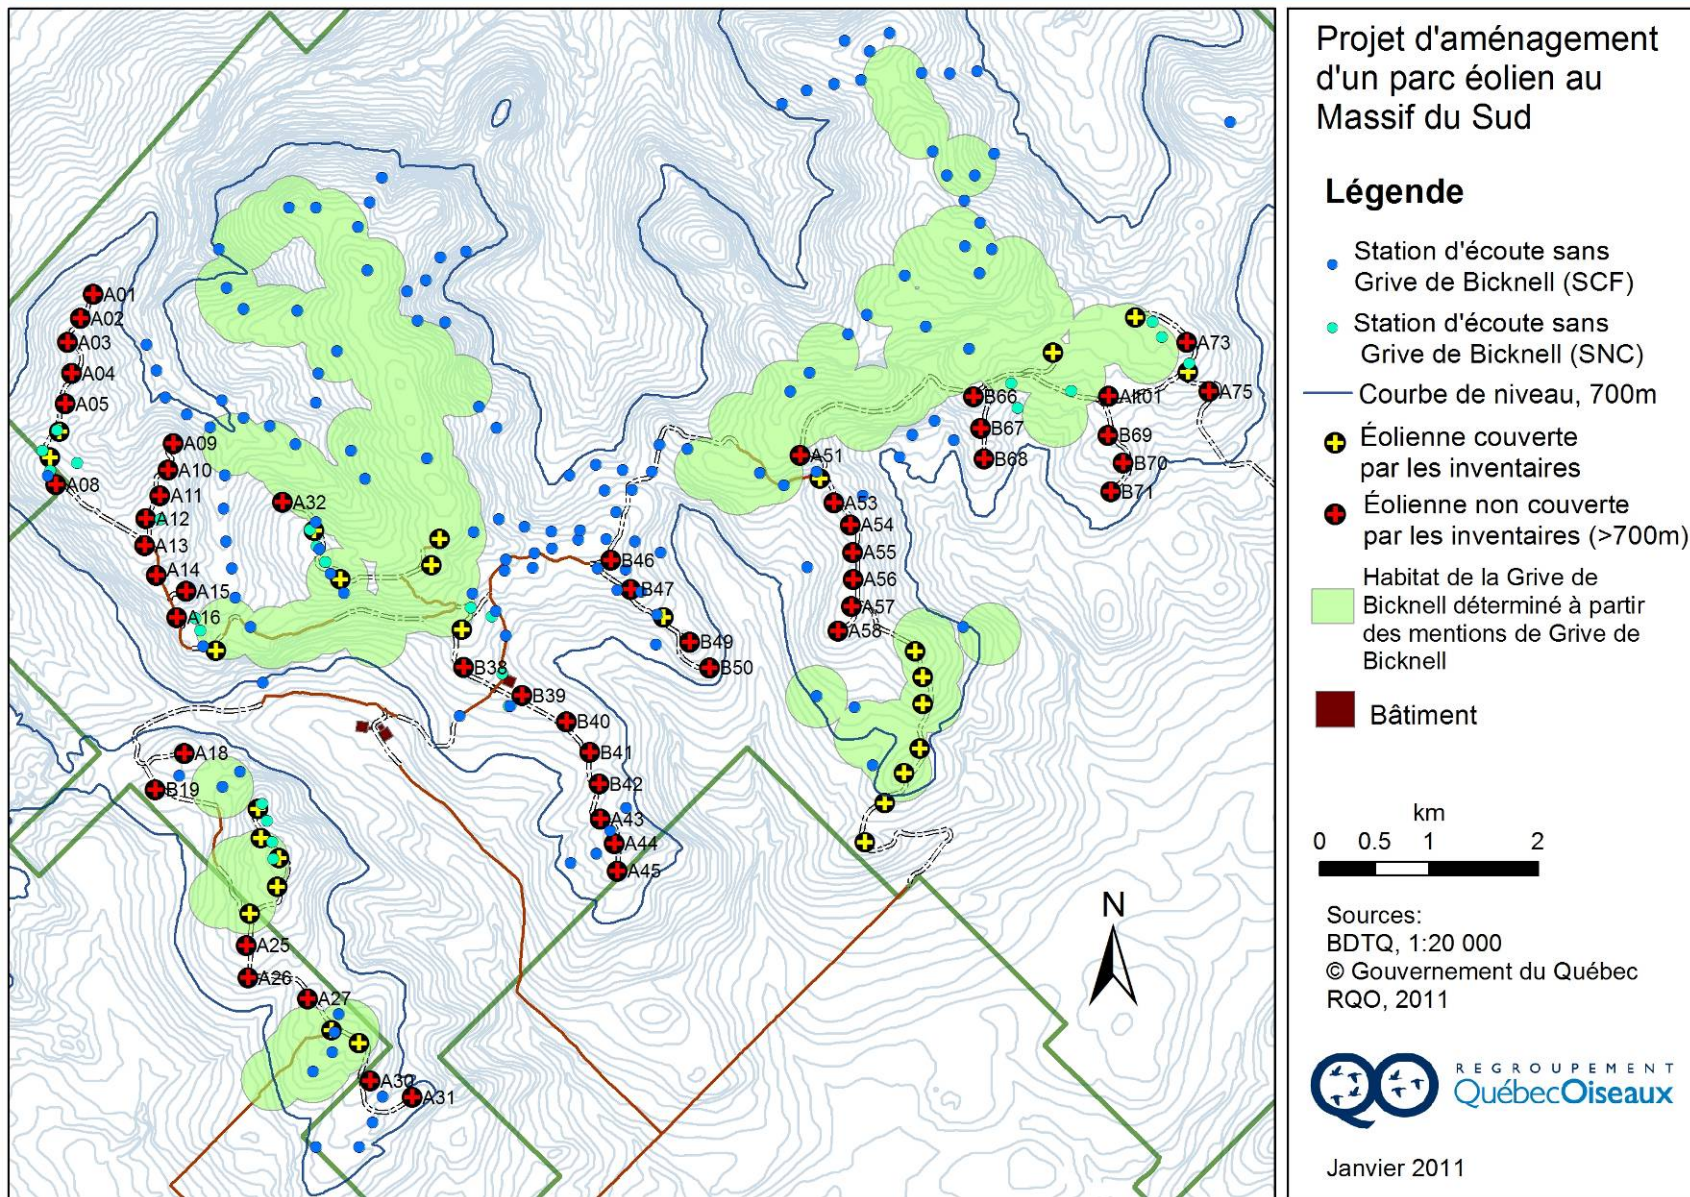 Projet d'aménagement
d'un parc éolien au
Massif du Sud
Légende
Station d'écoute sans
Grive de Bicknell (SCF)
Station d'écoute sans
Grive de Bicknell (SNC)
Courbe de niveau, 700m
Éolienne couverte
par les inventaires
Éolienne non couverte
par les inventaires (>700m)
Habitat de la Grive de
Bicknell déterminé à partir
des mentions de Grive de
Bicknell
Bâtiment
km
0 0.5 1 2
Sources:
BDTQ, 1:20 000
© Gouvernement du Québec
RQO, 2011
REGROUPEMENT
QuébecOiseaux
Janvier 2011
N
A01
A02
A03
A04
A05
A08
A09
A10
A11
A12
A13
A14
A15
A16
A32
A18
B19
A25
A26
A27
A30
A31
B38
B39
B40
B41
B42
A43
A44
A45
B46
B47
B49
B50
A51
A53
A54
A55
A56
A57
A58
B66
B67
B68
Alt01
B69
B70
B71
A73
A75